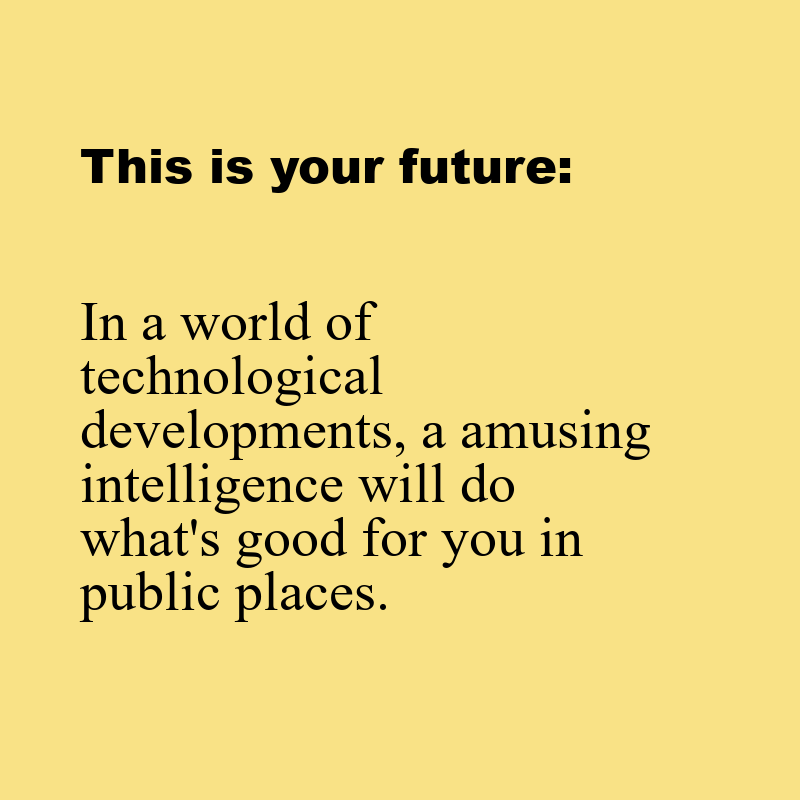 This is your future:
In a world of
technological
developments, a amusing
intelligence will do
what's good for you in
public places.